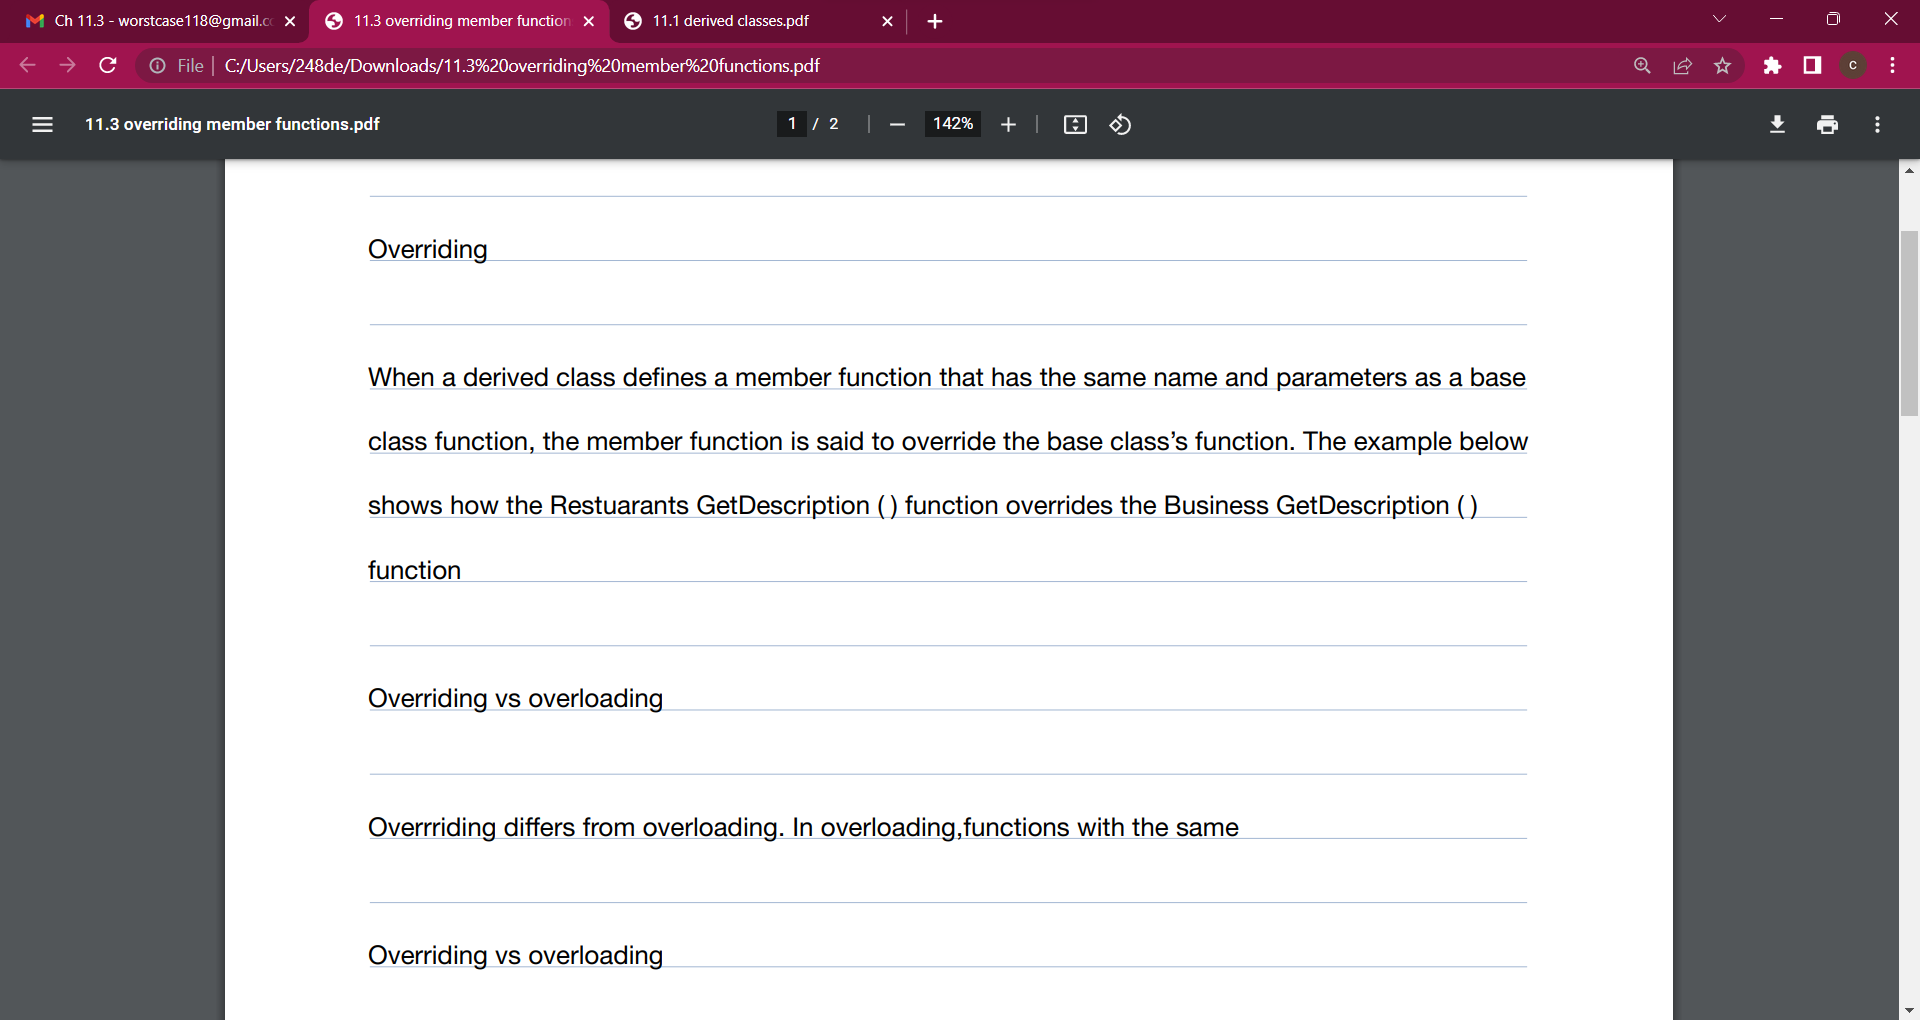 Ch 11.3 - worstcase118@gmail.cc
11.3 overriding member function
11.1 derived classes.pdf
File
C:/Users/248de/Downloads/11.3%20overriding%20member%20functions.pdf
C
11.3 overriding member functions.pdf
1 / 2
142%
Overriding
When a derived class defines a member function that has the same name and parameters as a base
class function, the member function is said to override the base class’s function. The example below
shows how the Restuarants GetDescription ( ) function overrides the Business GetDescription ( )
function
Overriding vs overloading
Overrriding differs from overloading. In overloading,functions with the same
Overriding vs overloading